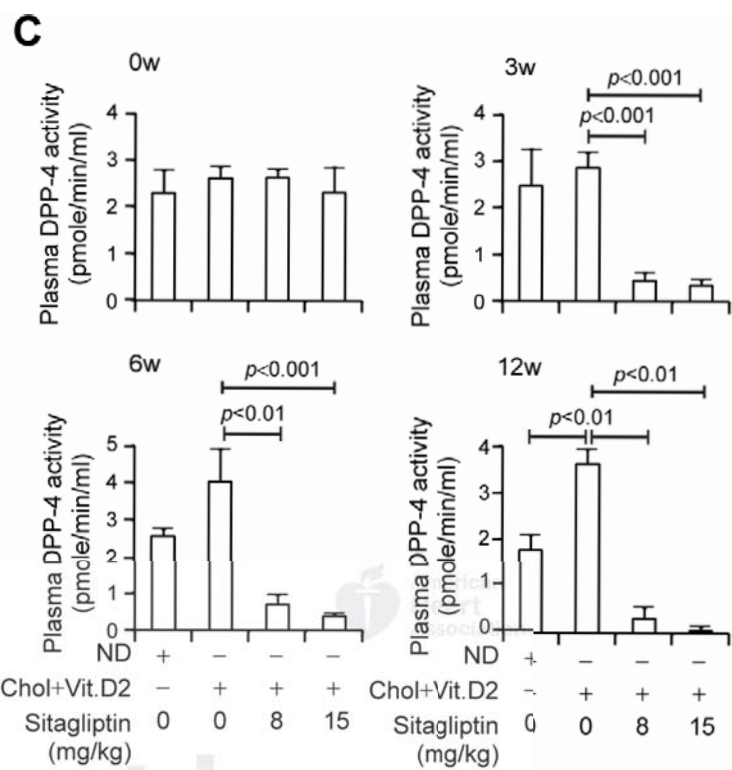 C
0w
Plasma DPP-4 activity
(pmole/min/ml)
4
3
2
1
0
3w
p<0.001
p<0.001
Plasma DPP-4 activity
(pmole/min/ml)
4
3
2
1
0
6w
p<0.001
p<0.01
Plasma DPP-4 activity
(pmole/min/ml)
5
4
3
2
1
0
12w
p<0.01
p<0.01
Plasma DPP-4 activity
(pmole/min/ml)
4
3
2
1
0
American
Heart
Association
ND + − − −
Chol+Vit.D2 − + + +
Sitagliptin 0 0 8 15
(mg/kg)
ND + − − −
Chol+Vit.D2 − + + +
Sitagliptin 0 0 8 15
(mg/kg)